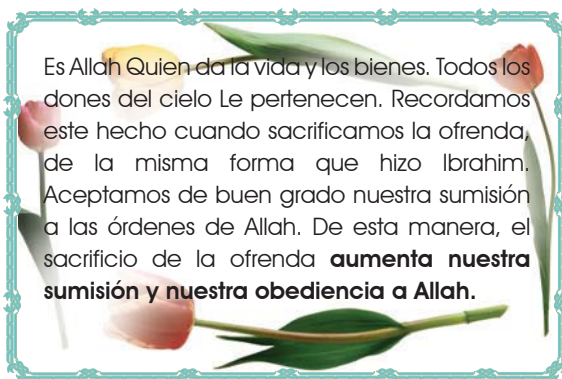 Es Allah Quien da la vida y los bienes. Todos los
dones del cielo Le pertenecen. Recordamos
este hecho cuando sacrificamos la ofrenda,
de la misma forma que hizo Ibrahim.
Aceptamos de buen grado nuestra sumisión
a las órdenes de Allah. De esta manera, el
sacrificio de la ofrenda aumenta nuestra
sumisión y nuestra obediencia a Allah.